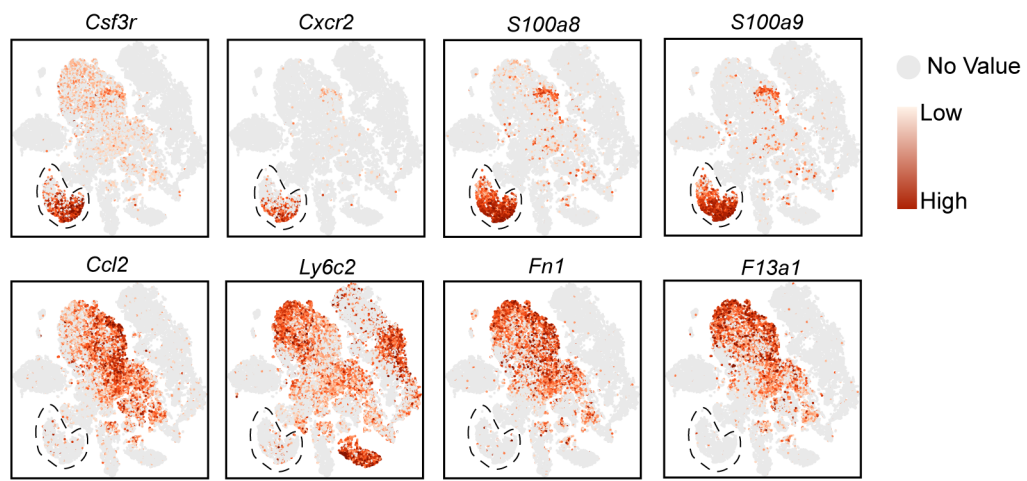 Csf3r
Cxcr2
S100a8
S100a9
No Value
Low
High
Ccl2
Ly6c2
Fn1
F13a1